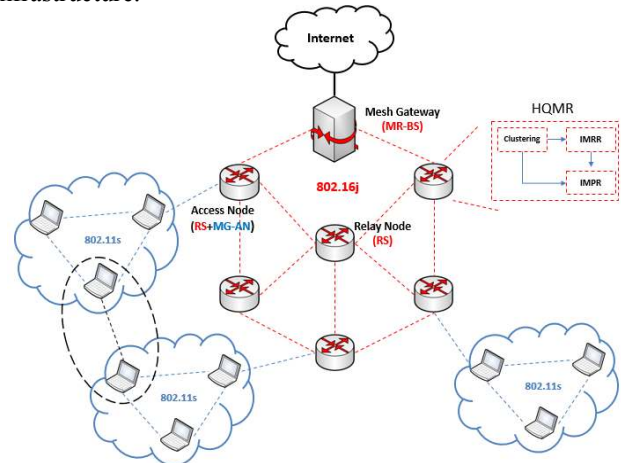 Internet
Mesh Gateway
(MR-BS)
HQMR
Clustering
IMRR
IMPR
802.16j
Access Node
(RS+MG-AN)
Relay Node
(RS)
802.11s
802.11s
802.11s